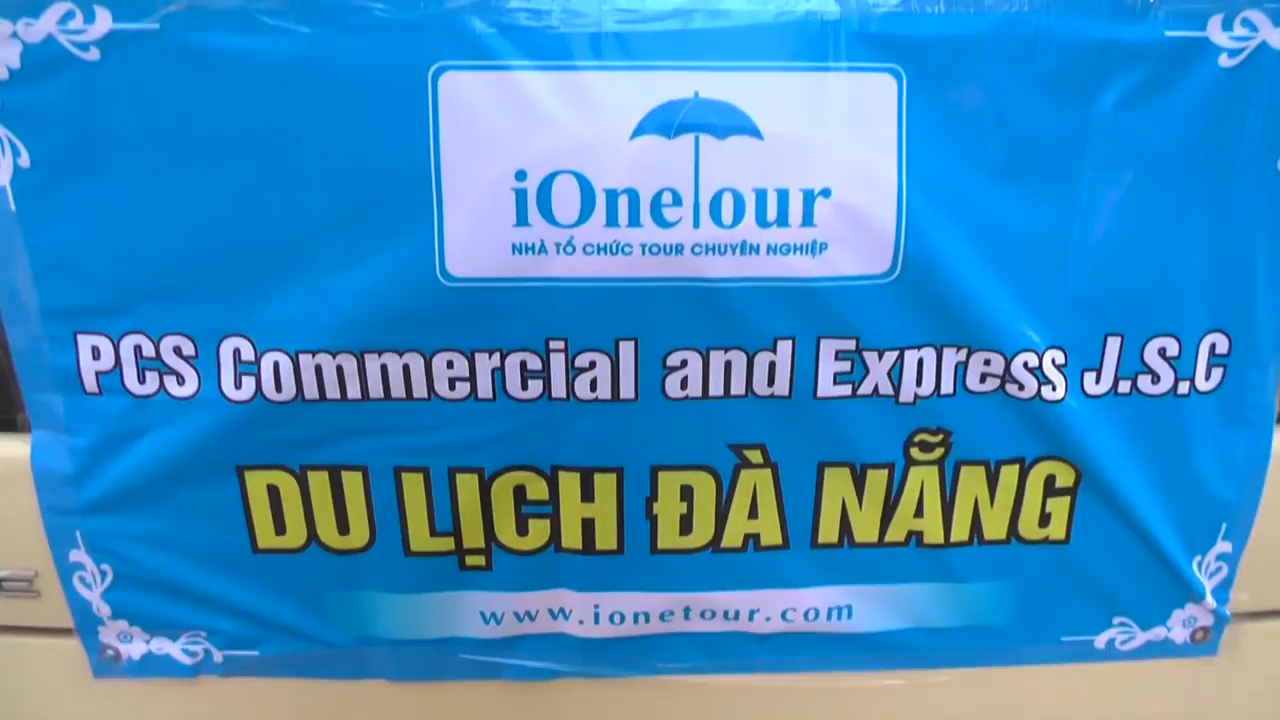 iOneTour
NHÀ TỔ CHỨC TOUR CHUYÊN NGHIỆP
PCS Commercial and Express J.S.C
DU LỊCH ĐÀ NẴNG
www.ionetour.com